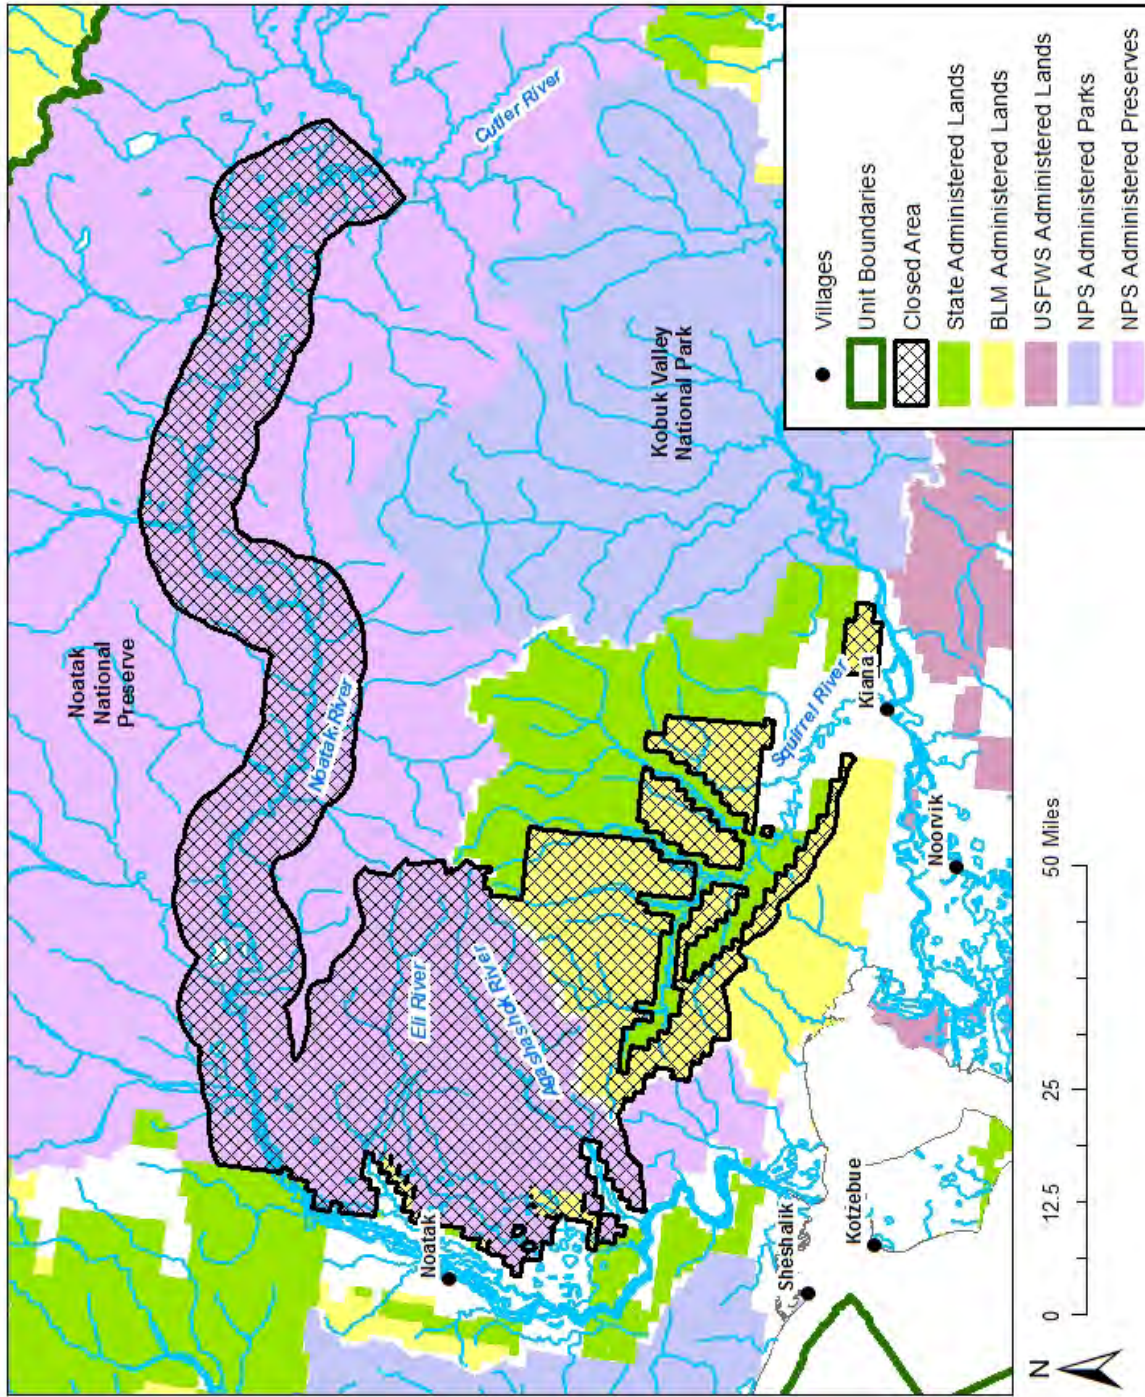 Noatak
National
Preserve
Noatak River
Cutler River
Kobuk Valley
National Park
Eli River
Agashashok River
Squirrel River
Noatak
Kiana
Noorvik
Sheshalik
Kotzebue
N
0 12.5 25 50 Miles
Villages
Unit Boundaries
Closed Area
State Administered Lands
BLM Administered Lands
USFWS Administered Lands
NPS Administered Parks
NPS Administered Preserves